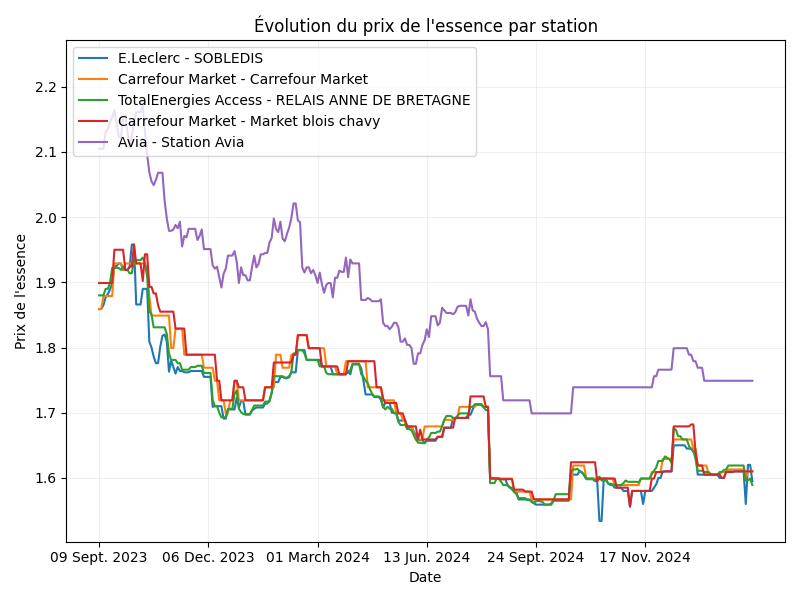 Évolution du prix de l'essence par station
E.Leclerc - SOBLEDIS
Carrefour Market - Carrefour Market
TotalEnergies Access - RELAIS ANNE DE BRETAGNE
Carrefour Market - Market blois chavy
Avia - Station Avia
Prix de l'essence
2.2
2.1
2.0
1.9
1.8
1.7
1.6
09 Sept. 2023
06 Dec. 2023
01 March 2024
13 Jun. 2024
24 Sept. 2024
17 Nov. 2024
Date